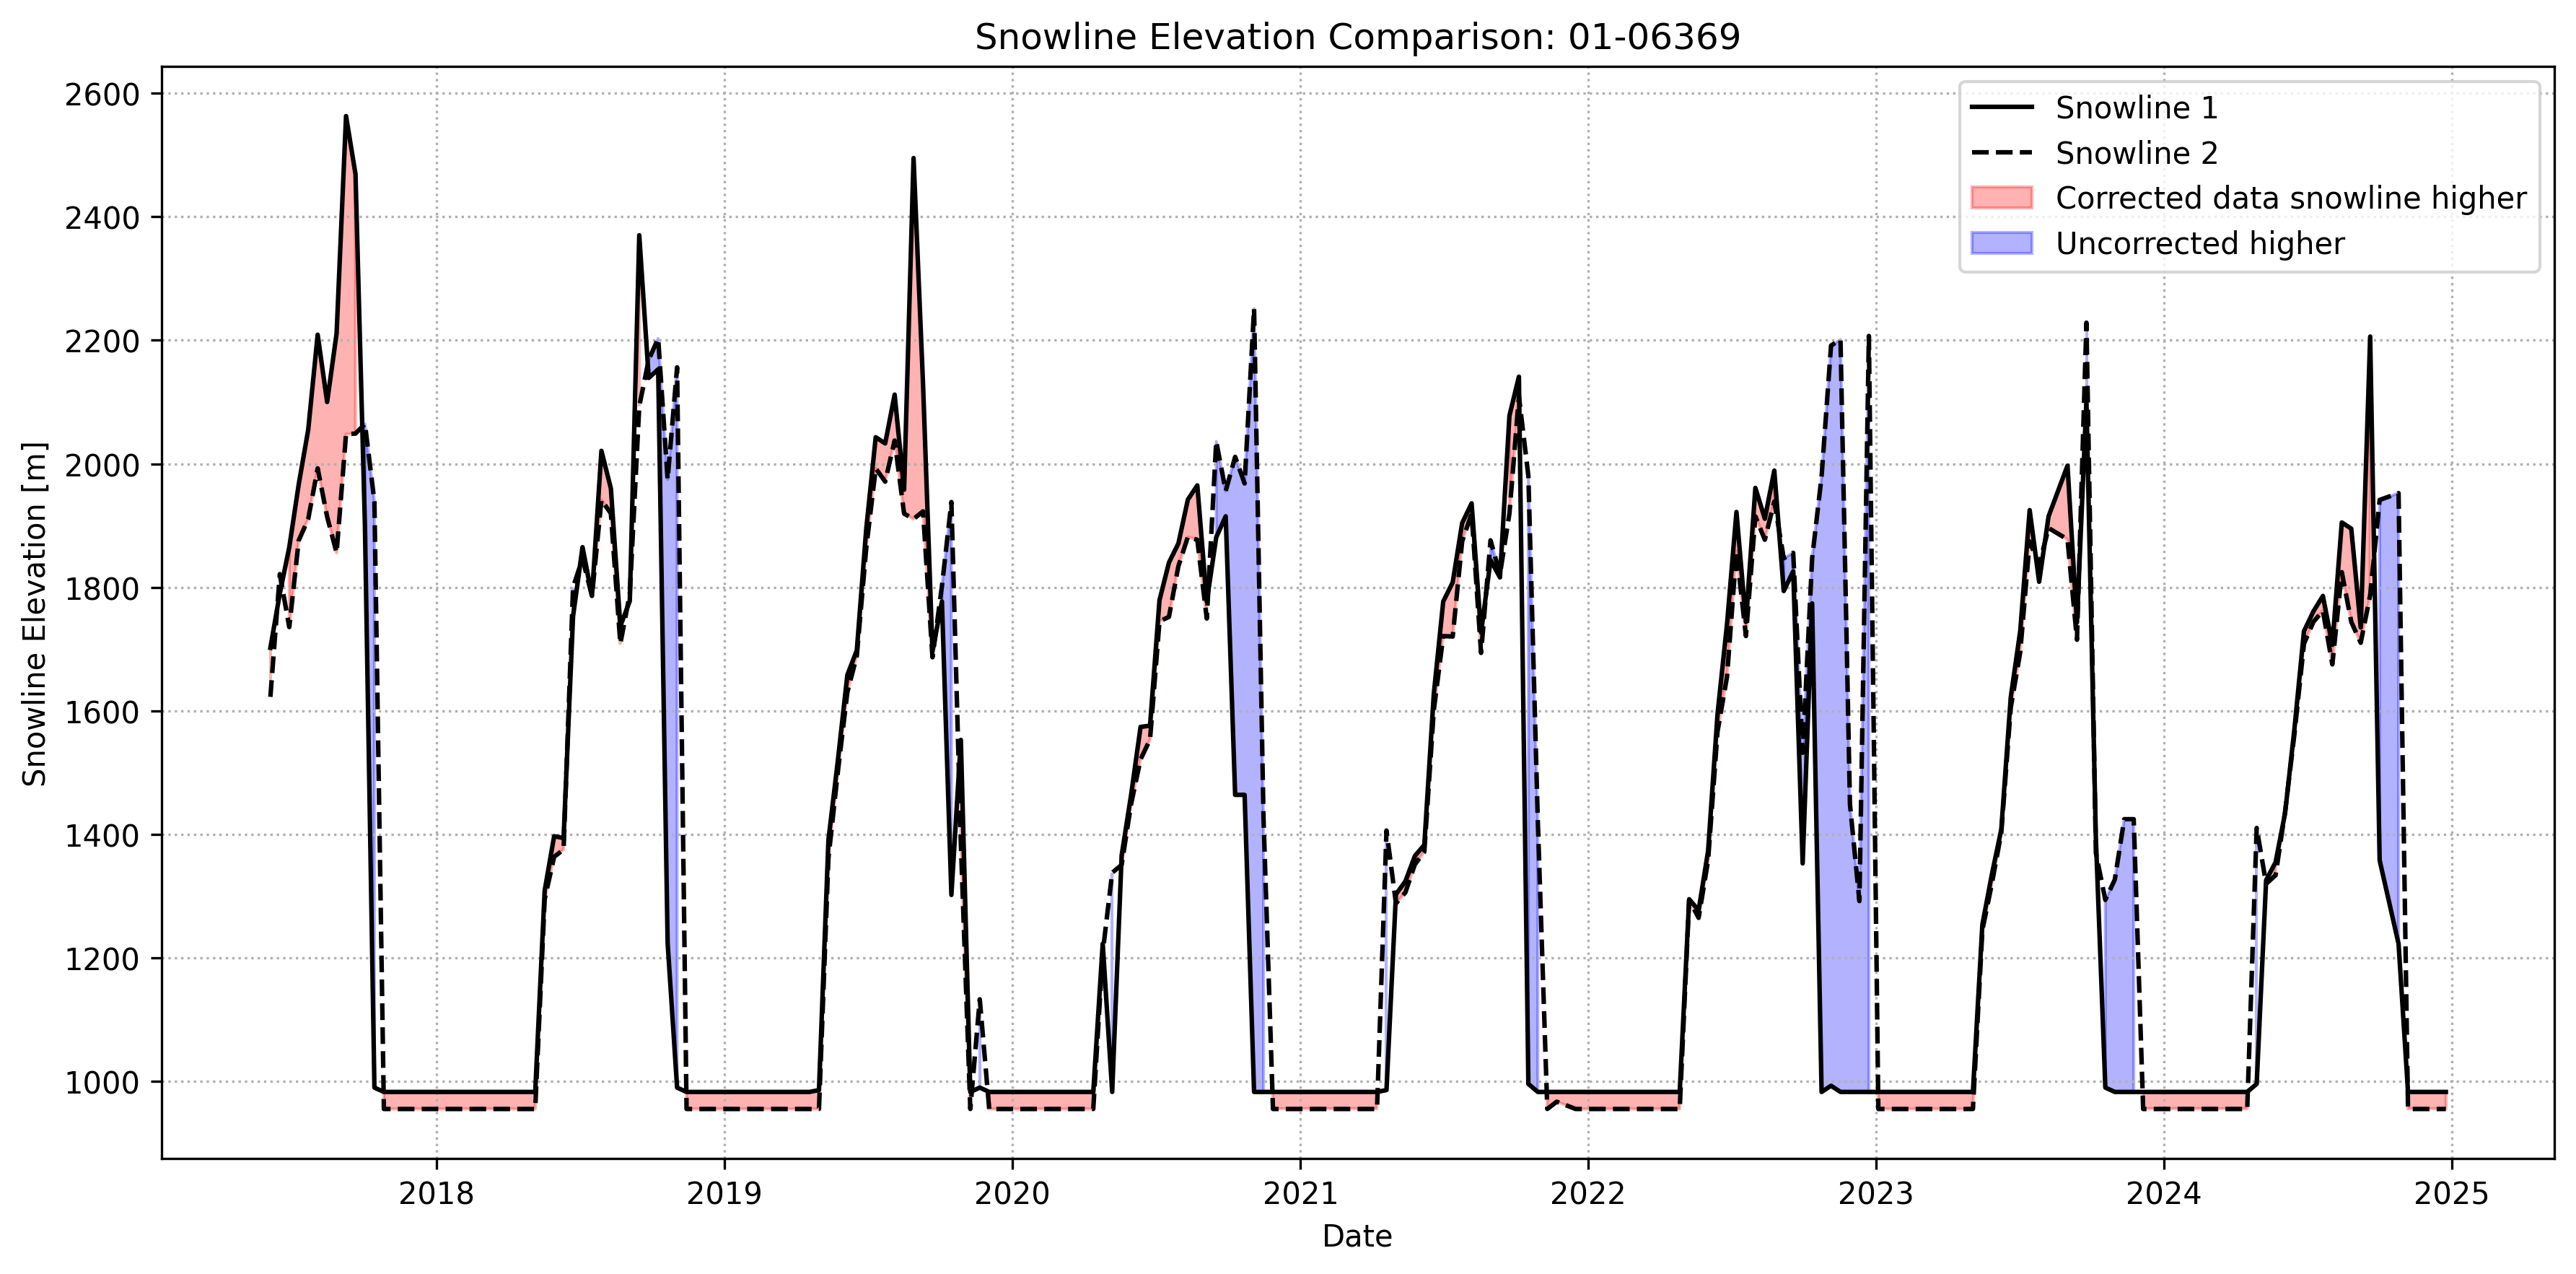 Snowline Elevation Comparison: 01-06369
Snowline 1
Snowline 2
Corrected data snowline higher
Uncorrected higher
Snowline Elevation [m]
2600
2400
2200
2000
1800
1600
1400
1200
1000
2018 2019 2020 2021 2022 2023 2024 2025
Date